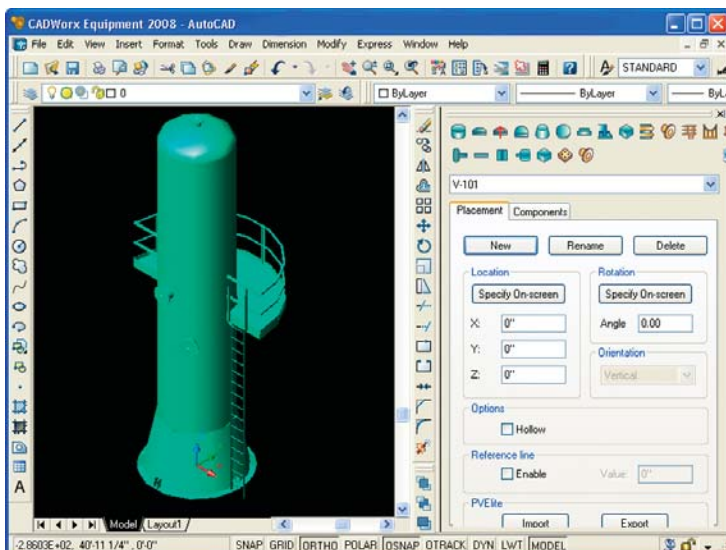 CADWorx Equipment 2008 - AutoCAD
File Edit View Insert Format Tools Draw Dimension Modify Express Window Help
STANDARD
0 ByLayer ByLayer ByLay
V-101
Placement Components
New Rename Delete
Location Rotation
Specify On-screen Specify On-screen
X: 0" Angle 0.00
Y: 0"
Z: 0" Orientation
Vertical
Options
Hollow
Reference line
Enable Value: 0"
PVElite
Import Export
A
Model Layout1
-2.8603E+02, 40'-11 1/4" , 0'-0" SNAP GRID ORTHO POLAR OSNAP OTRACK DYN LWT MODEL